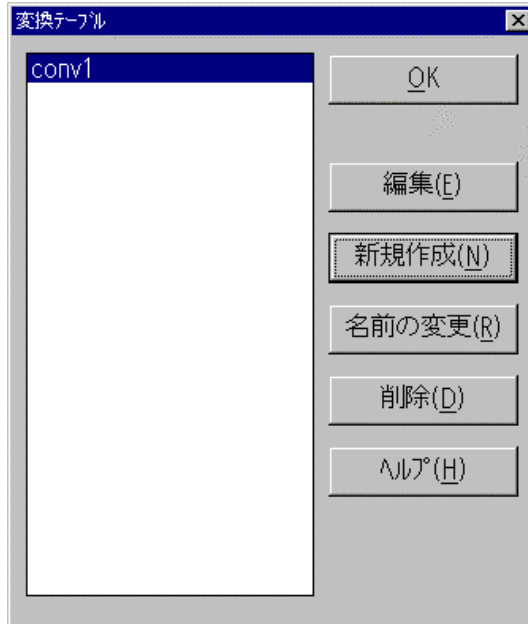 変換ﾃｰﾌﾞﾙ
conv1
OK
編集(E)
新規作成(N)
名前の変更(R)
削除(D)
ﾍﾙﾌﾟ(H)